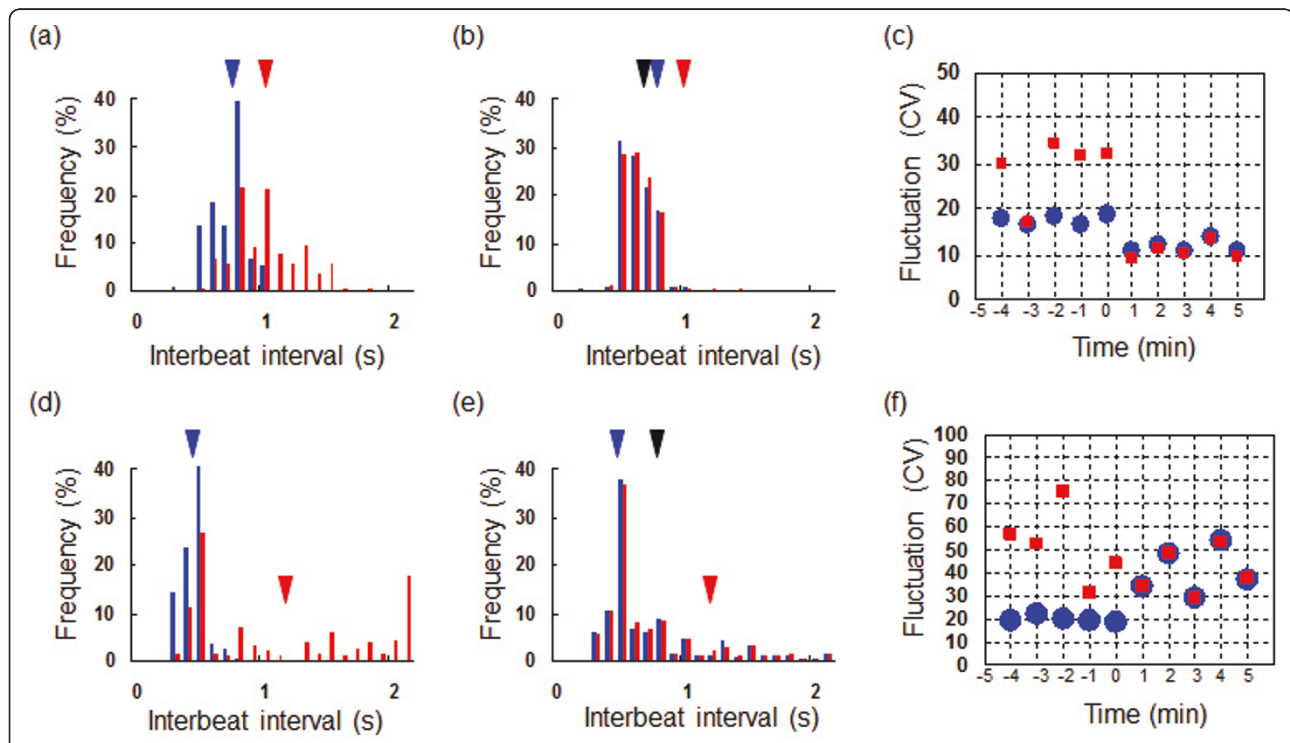 (a)
(b)
(c)
Frequency (%)
40
30
20
10
0
0 1 2
Interbeat interval (s)
Frequency (%)
40
30
20
10
0
0 1 2
Interbeat interval (s)
Fluctuation (CV)
50
40
30
20
10
0
-5 -4 -3 -2 -1 0 1 2 3 4 5
Time (min)
(d)
(e)
(f)
Frequency (%)
40
30
20
10
0
0 1 2
Interbeat interval (s)
Frequency (%)
40
30
20
10
0
0 1 2
Interbeat interval (s)
Fluctuation (CV)
100
90
80
70
60
50
40
30
20
10
0
-5 -4 -3 -2 -1 0 1 2 3 4 5
Time (min)